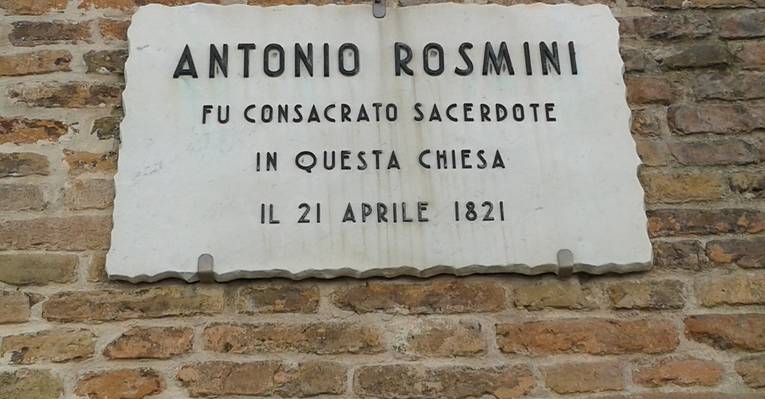 ANTONIO ROSMINI
FU CONSACRATO SACERDOTE
IN QUESTA CHIESA
IL 21 APRILE 1821